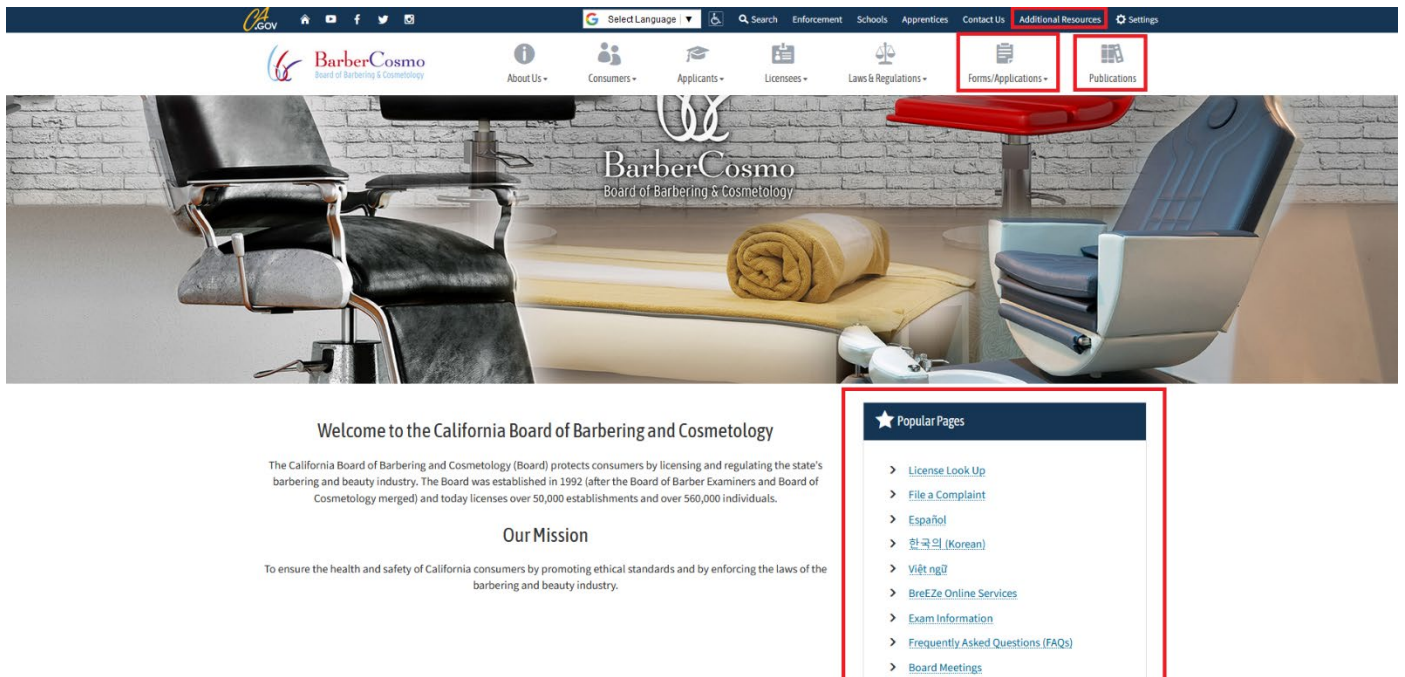 CA.GOV
Select Language ▼
Search
Enforcement
Schools
Apprentices
Contact Us
Additional Resources
Settings
BarberCosmo
Board of Barbering & Cosmetology
About Us
Consumers
Applicants
Licensees
Laws & Regulations
Forms/Applications
Publications
BarberCosmo
Board of Barbering & Cosmetology
Welcome to the California Board of Barbering and Cosmetology
The California Board of Barbering and Cosmetology (Board) protects consumers by licensing and regulating the state's
barbering and beauty industry. The Board was established in 1992 (after the Board of Barber Examiners and Board of
Cosmetology merged) and today licenses over 50,000 establishments and over 560,000 individuals.
Our Mission
To ensure the health and safety of California consumers by promoting ethical standards and by enforcing the laws of the
barbering and beauty industry.
Popular Pages
License Look Up
File a Complaint
Español
한국의 (Korean)
Việt ngữ
BreEZe Online Services
Exam Information
Frequently Asked Questions (FAQs)
Board Meetings